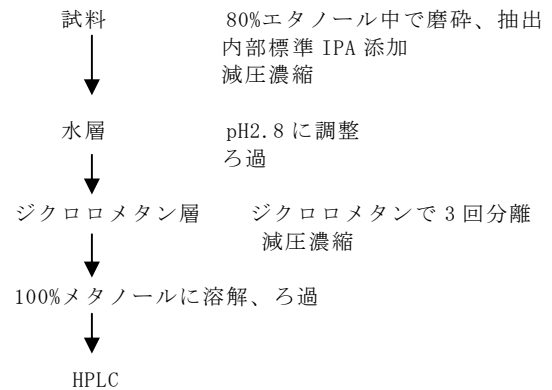 試料 80%エタノール中で磨砕、抽出
内部標準 IPA 添加
減圧濃縮
水層 pH2.8 に調整
ろ過
ジクロロメタン層 ジクロロメタンで 3 回分離
減圧濃縮
100%メタノールに溶解、ろ過
HPLC